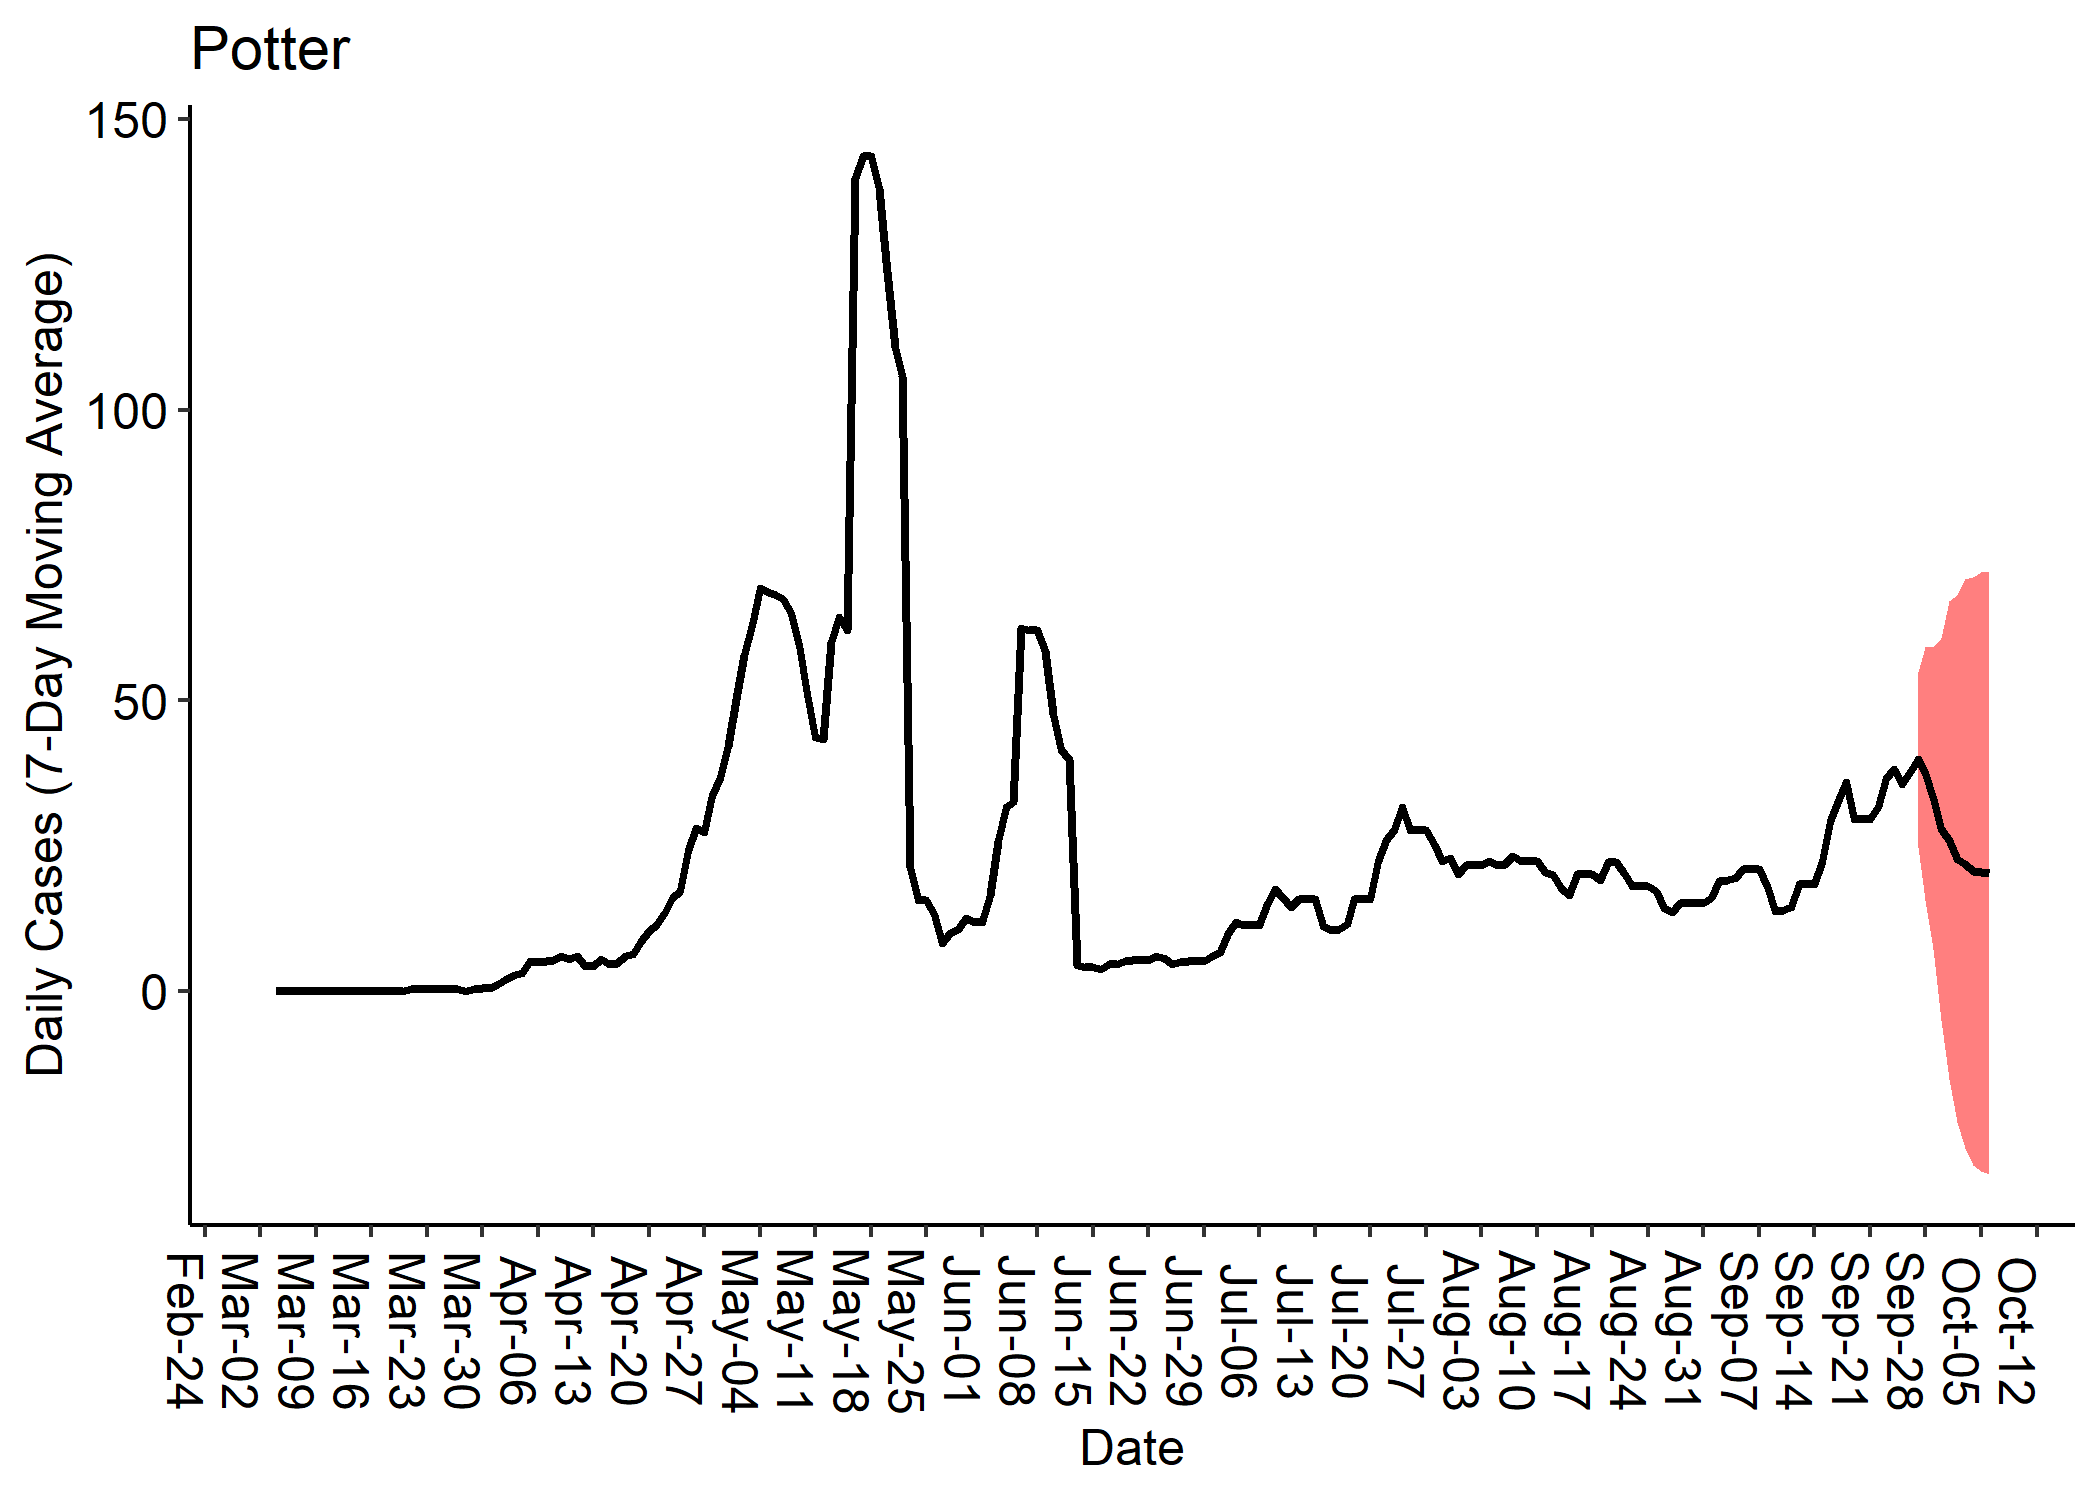 Potter
Daily Cases (7-Day Moving Average)
150
100
50
0
Feb-24
Mar-02
Mar-09
Mar-16
Mar-23
Mar-30
Apr-06
Apr-13
Apr-20
Apr-27
May-04
May-11
May-18
May-25
Jun-01
Jun-08
Jun-15
Jun-22
Jun-29
Jul-06
Jul-13
Jul-20
Jul-27
Aug-03
Aug-10
Aug-17
Aug-24
Aug-31
Sep-07
Sep-14
Sep-21
Sep-28
Oct-05
Oct-12
Date